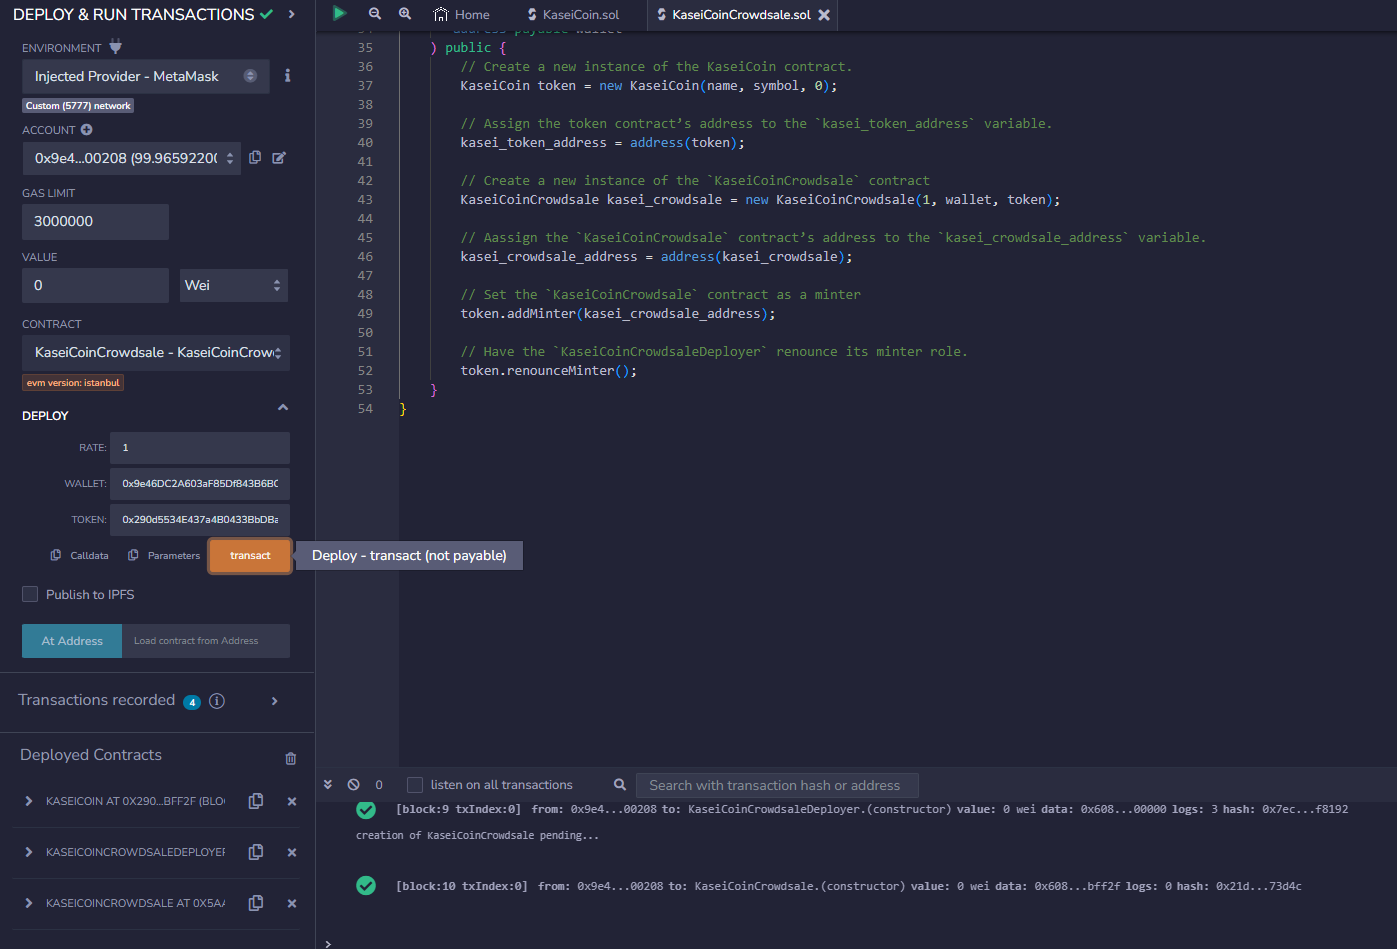 DEPLOY & RUN TRANSACTIONS
ENVIRONMENT
Injected Provider - MetaMask
Custom (5777) network
ACCOUNT
0x9e4...00208 (99.96592200
GAS LIMIT
3000000
VALUE
0
Wei
CONTRACT
KaseiCoinCrowdsale - KaseiCoinCrow
evm version: istanbul
DEPLOY
RATE: 1
WALLET: 0x9e46DC2A603aF85Df843B6BC
TOKEN: 0x290d5534E437a4B0433BbDBa
Calldata
Parameters
transact
Deploy - transact (not payable)
Publish to IPFS
At Address
Load contract from Address
Transactions recorded 4
Deployed Contracts
KASEICOIN AT 0X290...BFF2F (BLO
KASEICOINCROWDSALEDEPLOYER
KASEICOINCROWDSALE AT 0X5AA
Home
KaseiCoin.sol
KaseiCoinCrowdsale.sol
34 address payable wallet
35 ) public {
36 // Create a new instance of the KaseiCoin contract.
37 KaseiCoin token = new KaseiCoin(name, symbol, 0);
38
39 // Assign the token contract’s address to the `kasei_token_address` variable.
40 kasei_token_address = address(token);
41
42 // Create a new instance of the `KaseiCoinCrowdsale` contract
43 KaseiCoinCrowdsale kasei_crowdsale = new KaseiCoinCrowdsale(1, wallet, token);
44
45 // Aassign the `KaseiCoinCrowdsale` contract’s address to the `kasei_crowdsale_address` variable.
46 kasei_crowdsale_address = address(kasei_crowdsale);
47
48 // Set the `KaseiCoinCrowdsale` contract as a minter
49 token.addMinter(kasei_crowdsale_address);
50
51 // Have the `KaseiCoinCrowdsaleDeployer` renounce its minter role.
52 token.renounceMinter();
53 }
54 }
0
listen on all transactions
Search with transaction hash or address
[block:9 txIndex:0] from: 0x9e4...00208 to: KaseiCoinCrowdsaleDeployer.(constructor) value: 0 wei data: 0x608...00000 logs: 3 hash: 0x7ec...f8192
creation of KaseiCoinCrowdsale pending...
[block:10 txIndex:0] from: 0x9e4...00208 to: KaseiCoinCrowdsale.(constructor) value: 0 wei data: 0x608...bff2f logs: 0 hash: 0x21d...73d4c
>